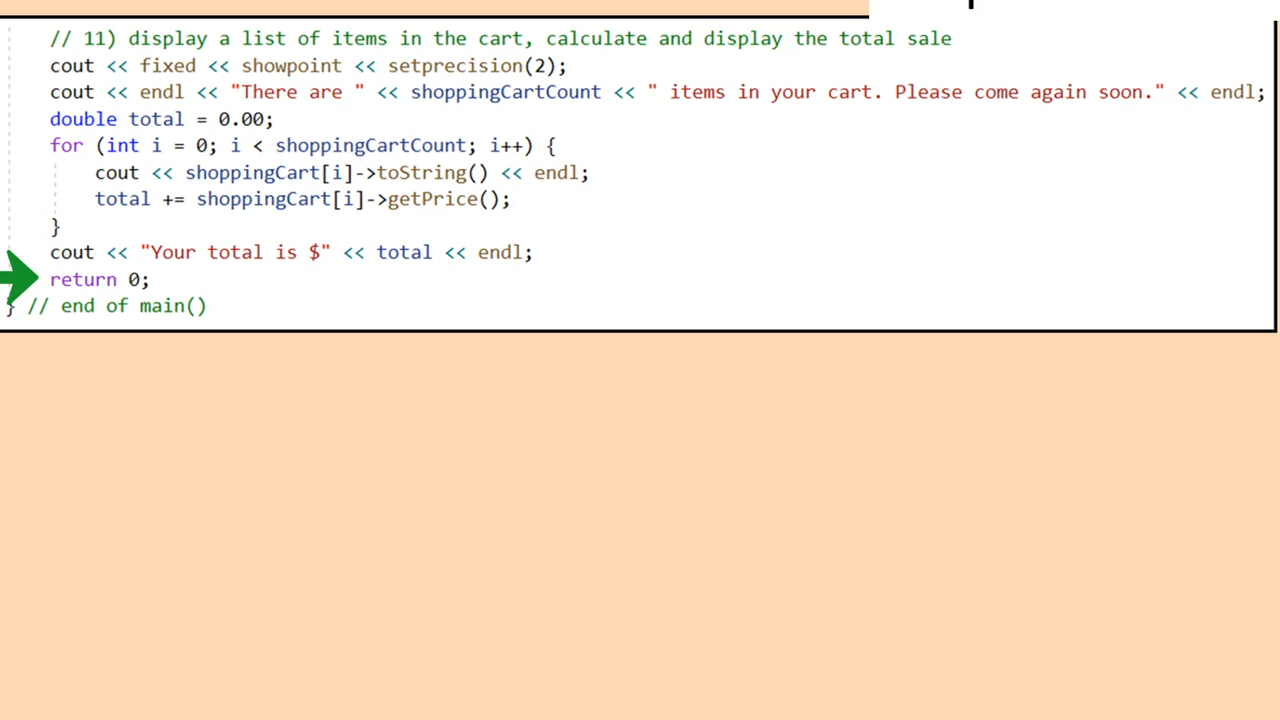 // 11) display a list of items in the cart, calculate and display the total sale
cout << fixed << showpoint << setprecision(2);
cout << endl << "There are " << shoppingCartCount << " items in your cart. Please come again soon." << endl;
double total = 0.00;
for (int i = 0; i < shoppingCartCount; i++) {
cout << shoppingCart[i]->toString() << endl;
total += shoppingCart[i]->getPrice();
}
cout << "Your total is $" << total << endl;
return 0;
} // end of main()